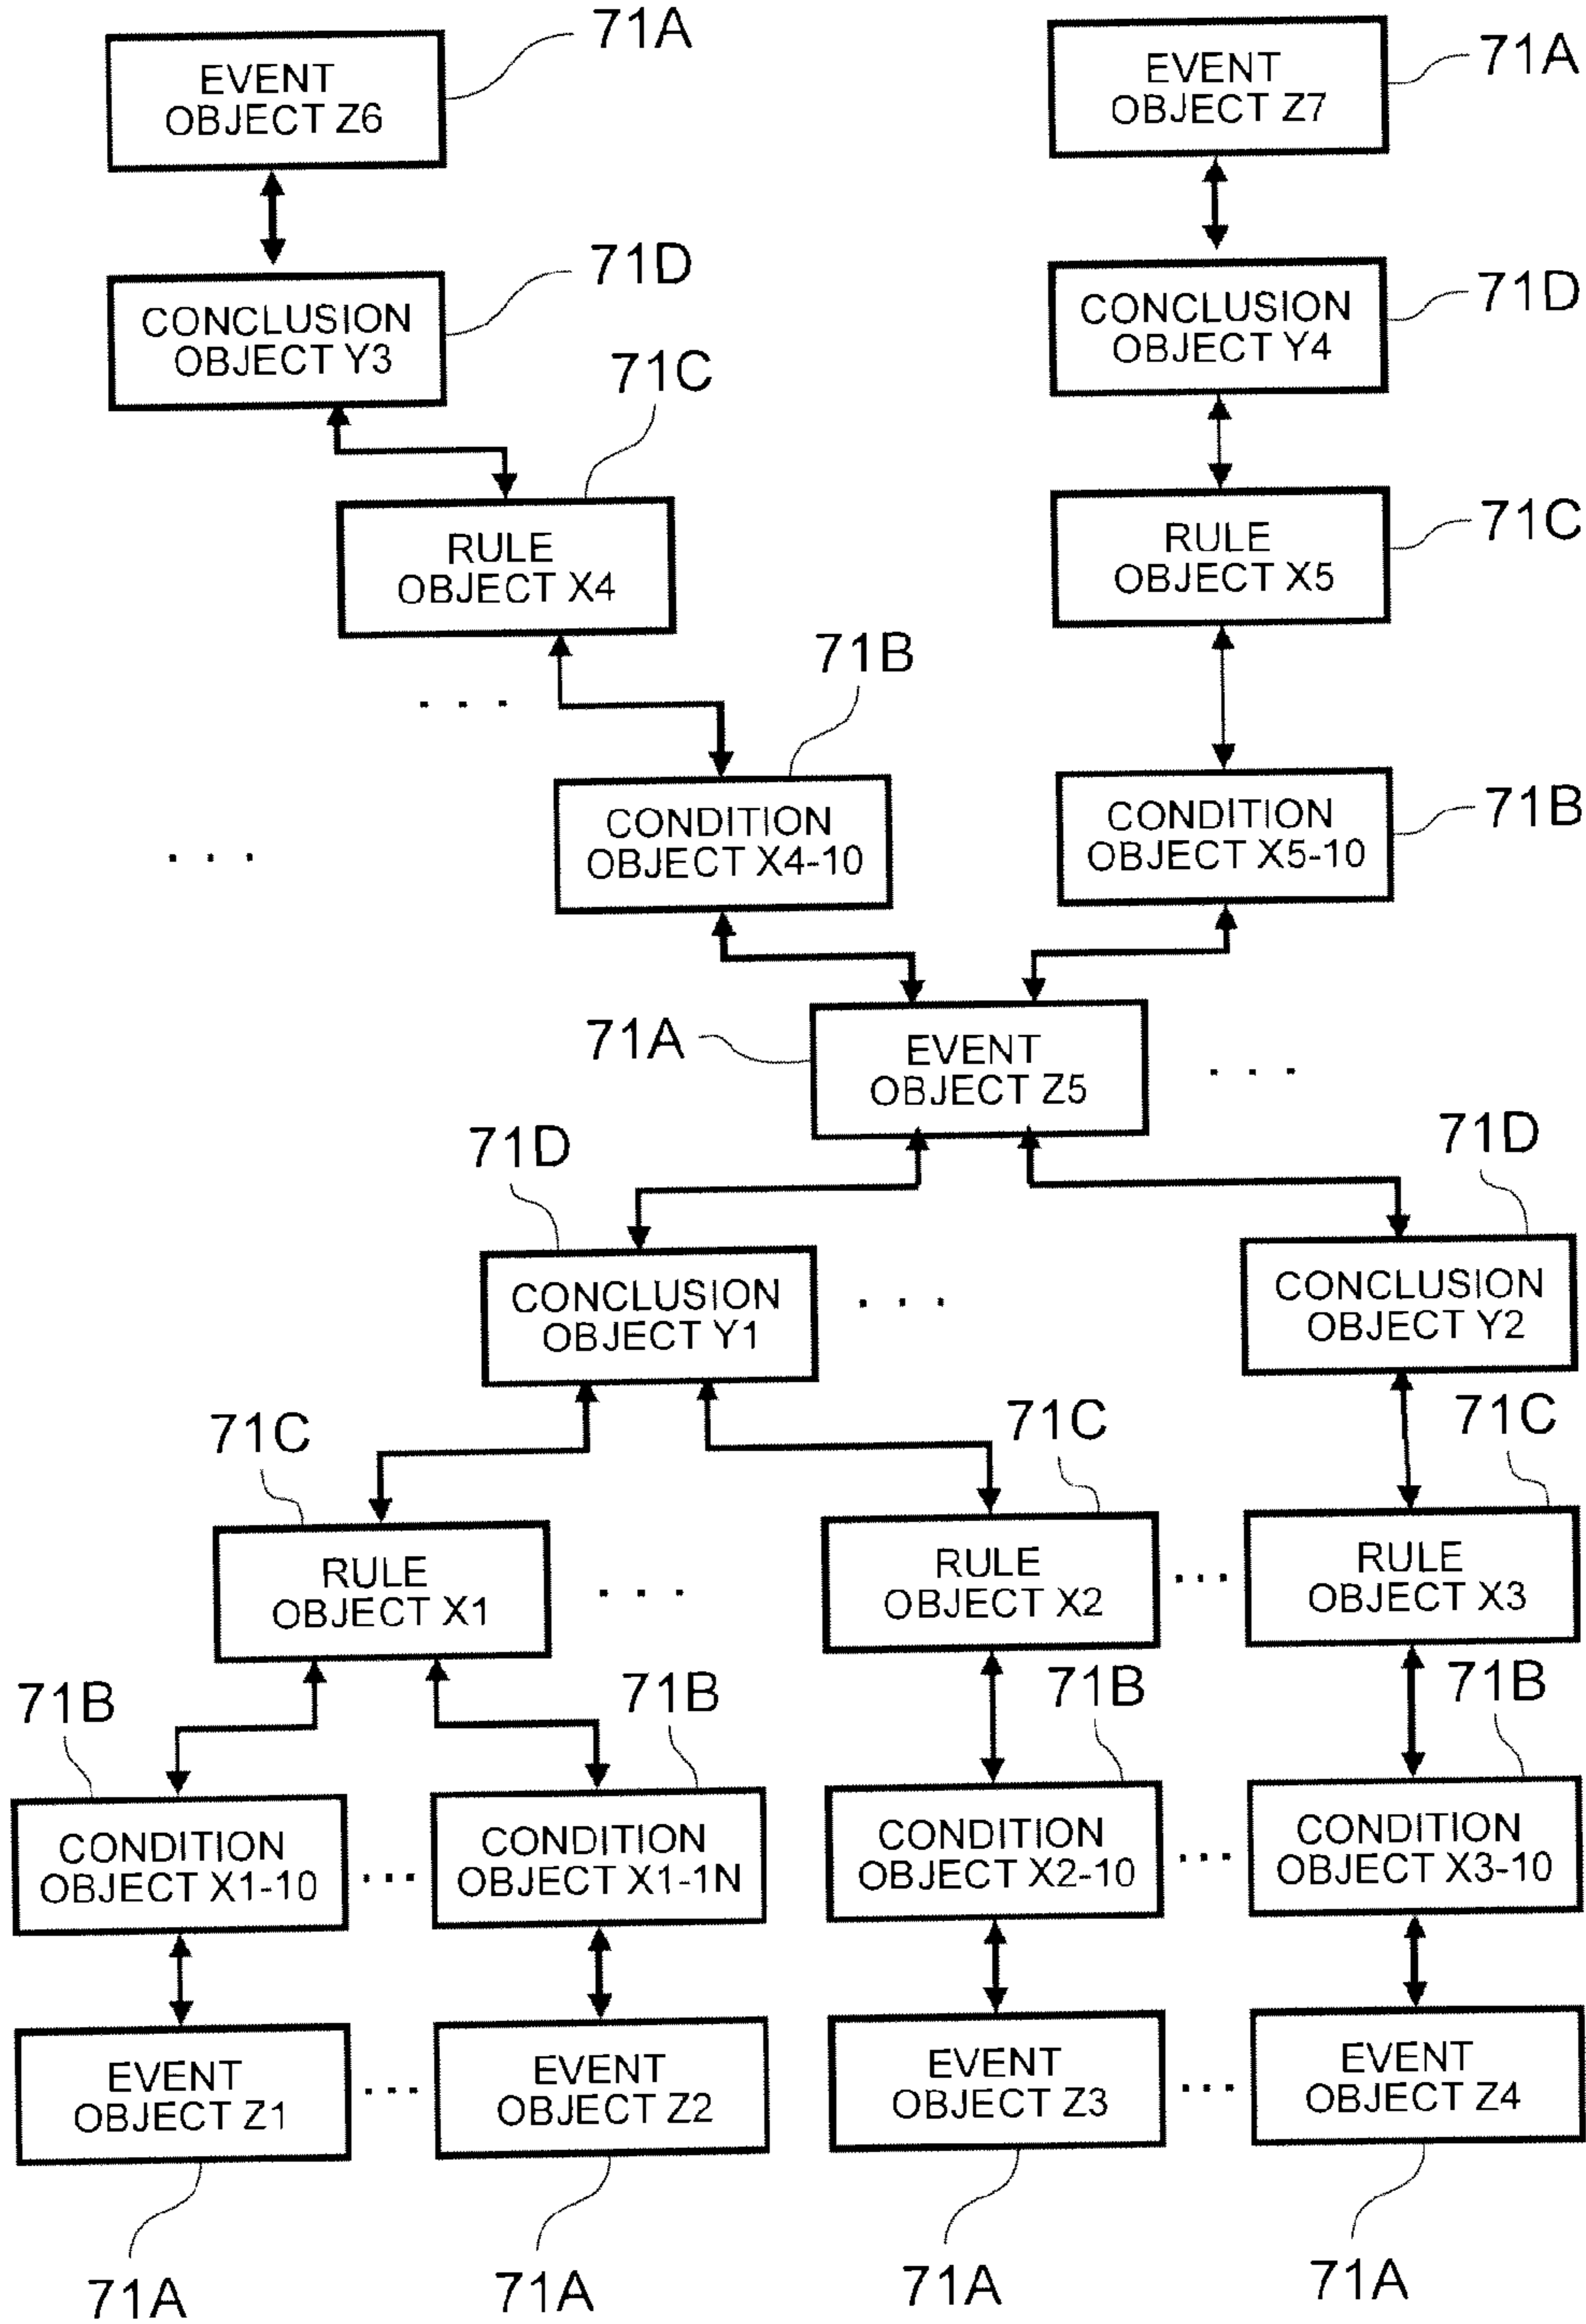 71A
EVENT
OBJECT Z6
71A
EVENT
OBJECT Z7
71D
CONCLUSION
OBJECT Y3
71D
CONCLUSION
OBJECT Y4
71C
RULE
OBJECT X4
71C
RULE
OBJECT X5
. . .
71B
CONDITION
OBJECT X4-10
71B
CONDITION
OBJECT X5-10
. . .
71A
EVENT
OBJECT Z5
. . .
71D
CONCLUSION
OBJECT Y1
. . .
71D
CONCLUSION
OBJECT Y2
71C
RULE
OBJECT X1
. . .
71C
RULE
OBJECT X2
...
71C
RULE
OBJECT X3
71B
CONDITION
OBJECT X1-10
...
71B
CONDITION
OBJECT X1-1N
71B
CONDITION
OBJECT X2-10
...
71B
CONDITION
OBJECT X3-10
EVENT
OBJECT Z1
...
EVENT
OBJECT Z2
EVENT
OBJECT Z3
...
EVENT
OBJECT Z4
71A
71A
71A
71A